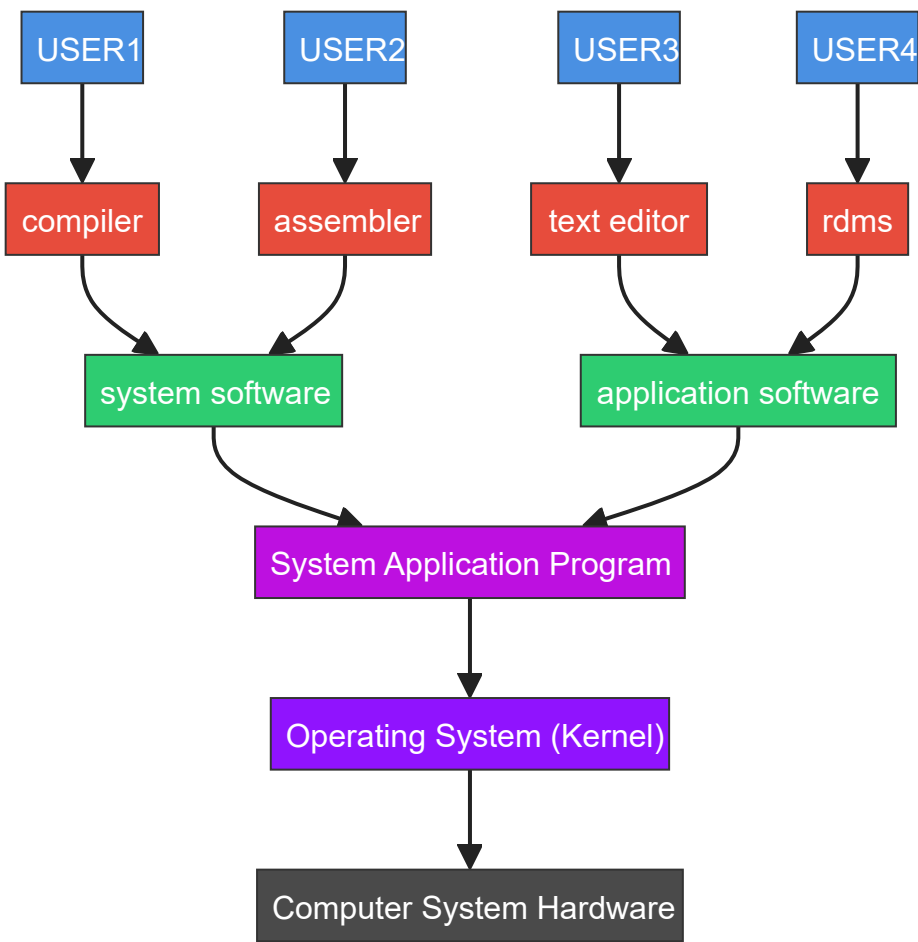 USER1
USER2
USER3
USER4
compiler
assembler
text editor
rdms
system software
application software
System Application Program
Operating System (Kernel)
Computer System Hardware